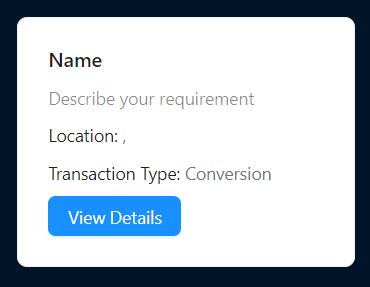 Name
Describe your requirement
Location: ,
Transaction Type: Conversion
View Details